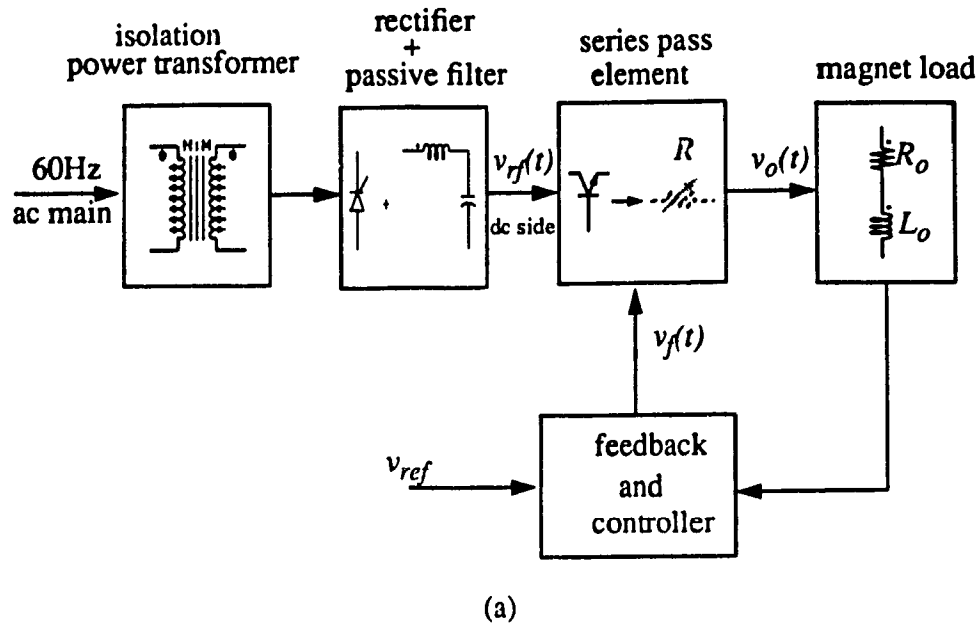 isolation
power transformer
rectifier
+
passive filter
series pass
element
magnet load
60Hz
ac main
+
v_rf(t)
dc side
R
v_o(t)
R_o
L_o
v_f(t)
v_ref
feedback
and
controller
(a)